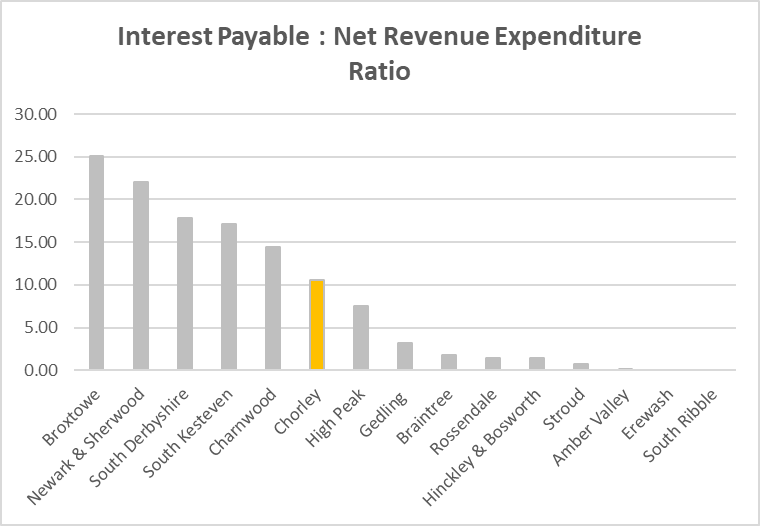 Interest Payable : Net Revenue Expenditure
Ratio
30.00
25.00
20.00
15.00
10.00
5.00
0.00
Broxtowe
Newark & Sherwood
South Derbyshire
South Kesteven
Charnwood
Chorley
High Peak
Gedling
Braintree
Rossendale
Hinckley & Bosworth
Stroud
Amber Valley
Erewash
South Ribble